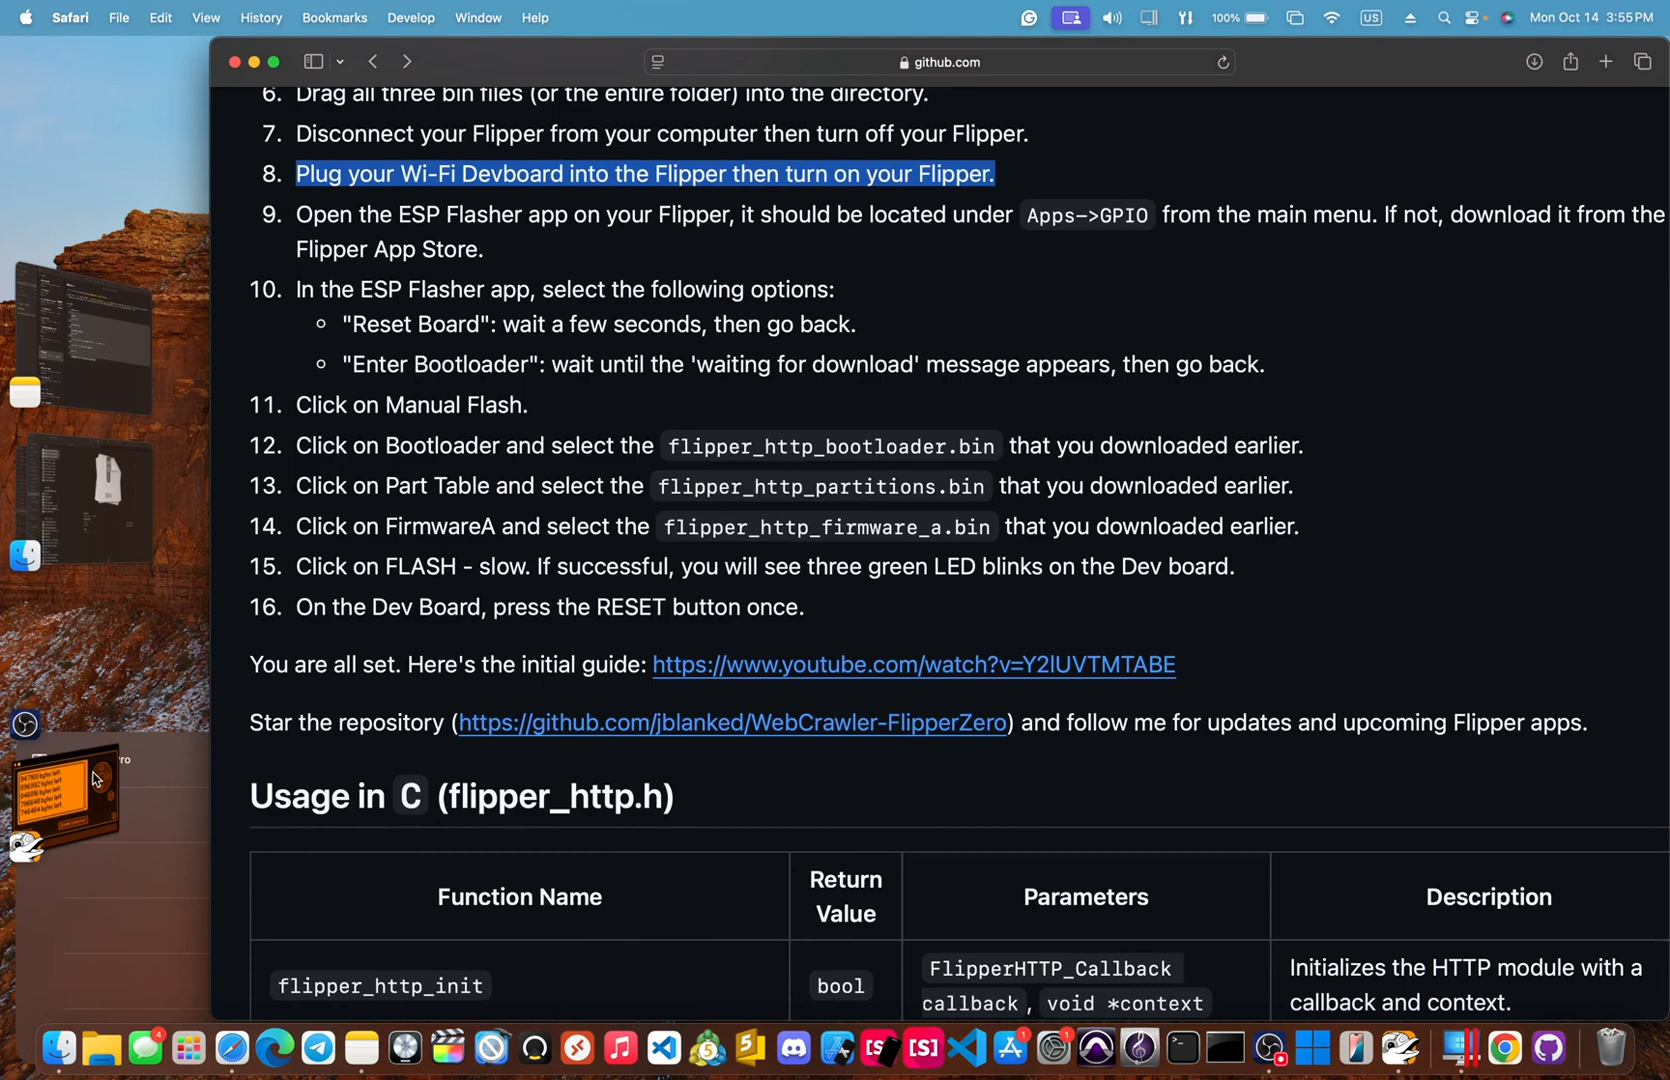 Safari File Edit View History Bookmarks Develop Window Help 100% US Mon Oct 14 3:55 PM
github.com
6. Drag all three bin files (or the entire folder) into the directory.
7. Disconnect your Flipper from your computer then turn off your Flipper.
8. Plug your Wi-Fi Devboard into the Flipper then turn on your Flipper.
9. Open the ESP Flasher app on your Flipper, it should be located under Apps->GPIO from the main menu. If not, download it from the
Flipper App Store.
10. In the ESP Flasher app, select the following options:
"Reset Board": wait a few seconds, then go back.
"Enter Bootloader": wait until the 'waiting for download' message appears, then go back.
11. Click on Manual Flash.
12. Click on Bootloader and select the flipper_http_bootloader.bin that you downloaded earlier.
13. Click on Part Table and select the flipper_http_partitions.bin that you downloaded earlier.
14. Click on FirmwareA and select the flipper_http_firmware_a.bin that you downloaded earlier.
15. Click on FLASH - slow. If successful, you will see three green LED blinks on the Dev board.
16. On the Dev Board, press the RESET button once.
You are all set. Here's the initial guide: https://www.youtube.com/watch?v=Y2lUVTMTABE
Star the repository (https://github.com/jblanked/WebCrawler-FlipperZero) and follow me for updates and upcoming Flipper apps.
ro
Usage in C (flipper_http.h)
Function Name Return Value Parameters Description
flipper_http_init bool FlipperHTTP_Callback callback, void *context Initializes the HTTP module with a callback and context.
4 1 1